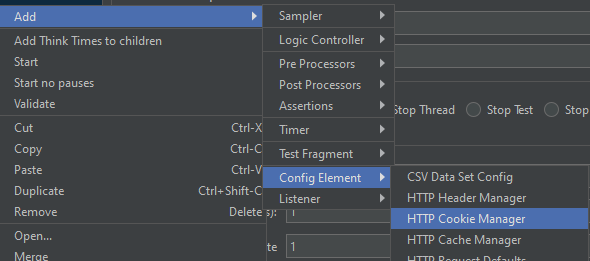 Add
Add Think Times to children
Start
Start no pauses
Validate
Cut Ctrl-X
Copy Ctrl-C
Paste Ctrl-V
Duplicate Ctrl+Shift-C
Remove Delete
Open...
Merge
Sampler
Logic Controller
Pre Processors
Post Processors
Assertions
Timer
Test Fragment
Config Element
Listener
CSV Data Set Config
HTTP Header Manager
HTTP Cookie Manager
HTTP Cache Manager
HTTP Request Defaults
Stop Thread
Stop Test
Stop
s): 1
1